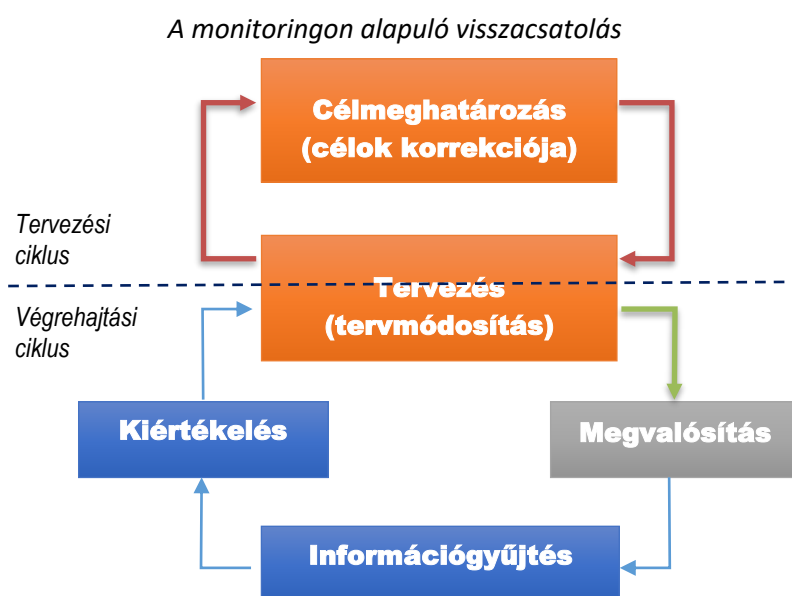 A monitoringon alapuló visszacsatolás
Célmeghatározás
(célok korrekciója)
Tervezési
ciklus
Tervezés
(tervmódosítás)
Végrehajtási
ciklus
Kiértékelés
Megvalósítás
Információgyűjtés